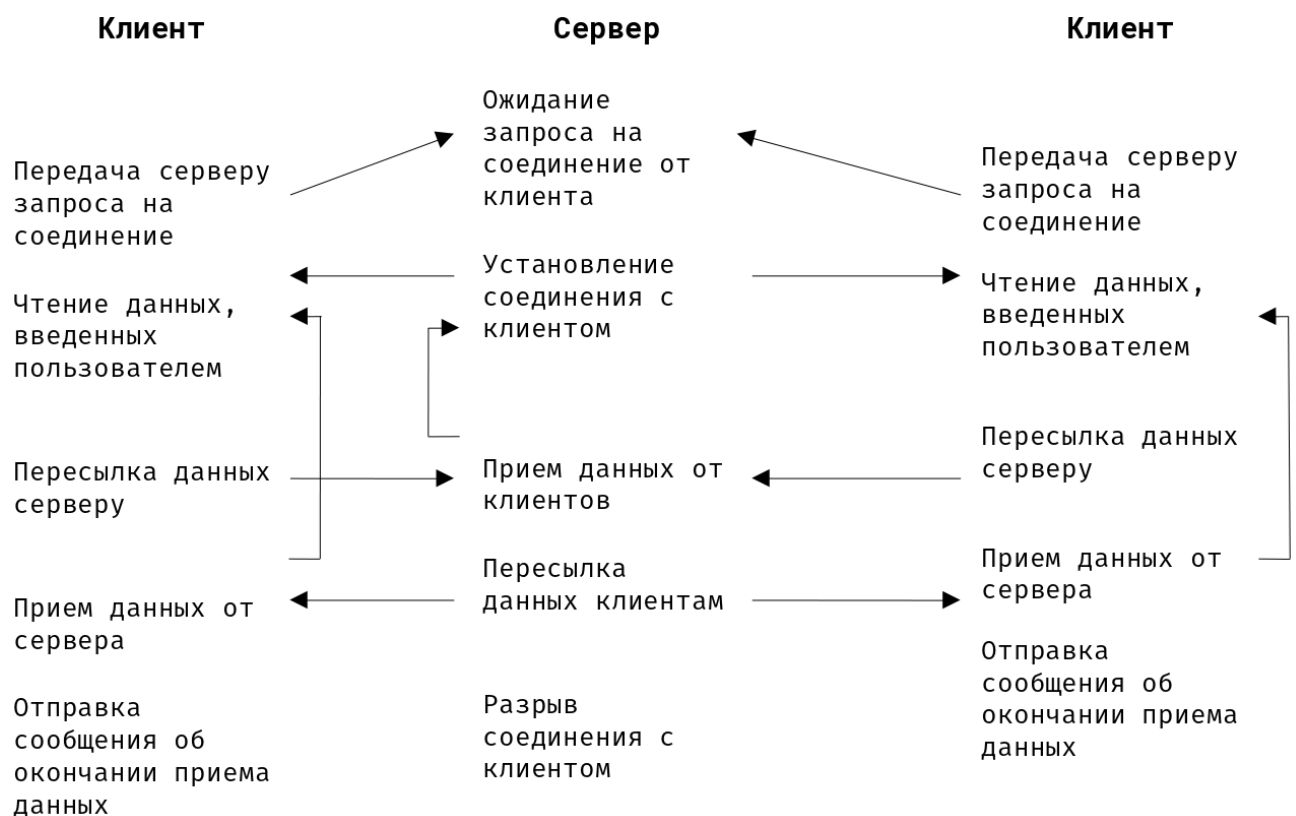 Клиент
Передача серверу
запроса на
соединение
Чтение данных,
введенных
пользователем
Пересылка данных
серверу
Прием данных от
сервера
Отправка
сообщения об
окончании приема
данных
Сервер
Ожидание
запроса на
соединение от
клиента
Установление
соединения с
клиентом
Прием данных от
клиентов
Пересылка
данных клиентам
Разрыв
соединения с
клиентом
Клиент
Передача серверу
запроса на
соединение
Чтение данных,
введенных
пользователем
Пересылка данных
серверу
Прием данных от
сервера
Отправка
сообщения об
окончании приема
данных